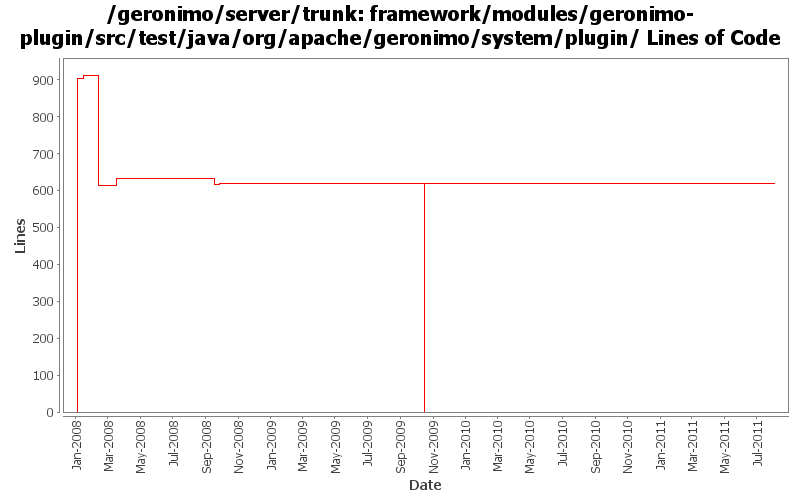 /geronimo/server/trunk: framework/modules/geronimo-
plugin/src/test/java/org/apache/geronimo/system/plugin/ Lines of Code
900
800
700
600
500
400
300
200
100
0
Lines
Jan-2008
Mar-2008
May-2008
Jul-2008
Sep-2008
Nov-2008
Jan-2009
Mar-2009
May-2009
Jul-2009
Sep-2009
Nov-2009
Jan-2010
Mar-2010
May-2010
Jul-2010
Sep-2010
Nov-2010
Jan-2011
Mar-2011
May-2011
Jul-2011
Date